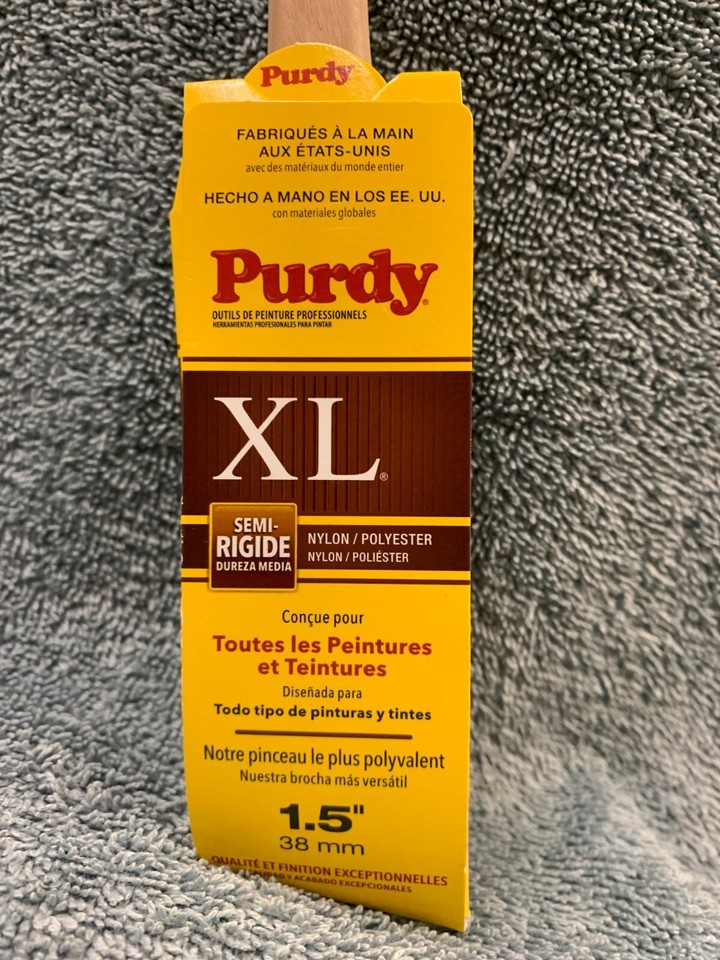 Purdy
FABRIQUÉS À LA MAIN
AUX ÉTATS-UNIS
avec des matériaux du monde entier
HECHO A MANO EN LOS EE. UU.
con materiales globales
Purdy®
OUTILS DE PEINTURE PROFESSIONNELS
HERRAMIENTAS PROFESIONALES PARA PINTAR
XL®
SEMI-
RIGIDE
DUREZA MEDIA
NYLON / POLYESTER
NYLON / POLIÉSTER
Conçue pour
Toutes les Peintures
et Teintures
Diseñada para
Todo tipo de pinturas y tintes
Notre pinceau le plus polyvalent
Nuestra brocha más versátil
1.5"
38 mm
QUALITÉ ET FINITION EXCEPTIONNELLES
Y ACABADO EXCEPCIONALES